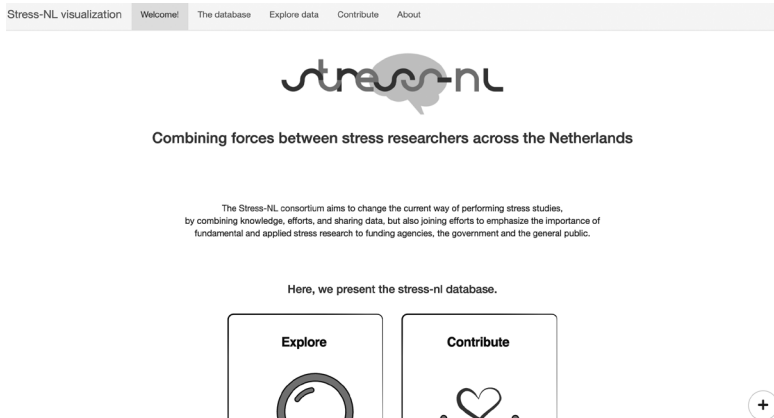 Stress-NL visualization Welcome! The database Explore data Contribute About
stress-nl
Combining forces between stress researchers across the Netherlands
The Stress-NL consortium aims to change the current way of performing stress studies,
by combining knowledge, efforts, and sharing data, but also joining efforts to emphasize the importance of
fundamental and applied stress research to funding agencies, the government and the general public.
Here, we present the stress-nl database.
Explore Contribute
+